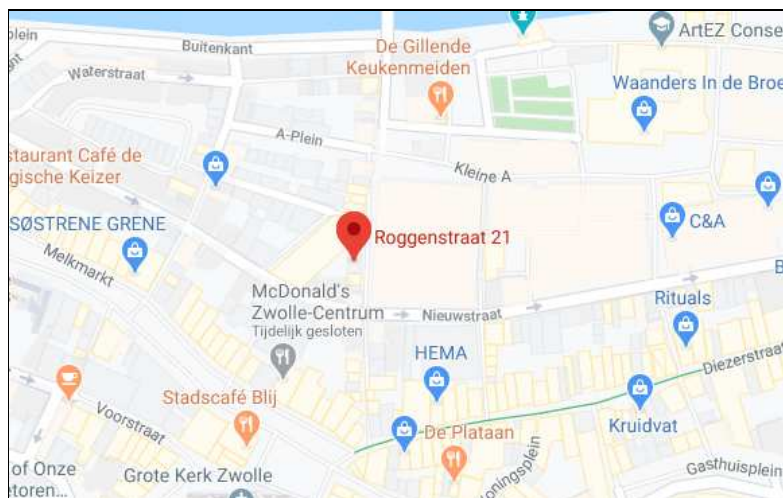 plein
Buitenkant
ArtEZ Conse
De Gillende
Keukenmeiden
Waterstraat
Waanders In de Broe
A-Plein
staurant Café de
gische Keizer
Kleine A
SØSTRENE GRENE
Roggenstraat 21
C&A
Melkmarkt
B
McDonald's
Zwolle-Centrum
Tijdelijk gesloten
Nieuwstraat
Rituals
HEMA
Diezerstraat
Stadscafé Blij
Voorstraat
De Plataan
Kruidvat
oningsplein
of Onze
etoren...
Grote Kerk Zwolle
Gasthuisplein